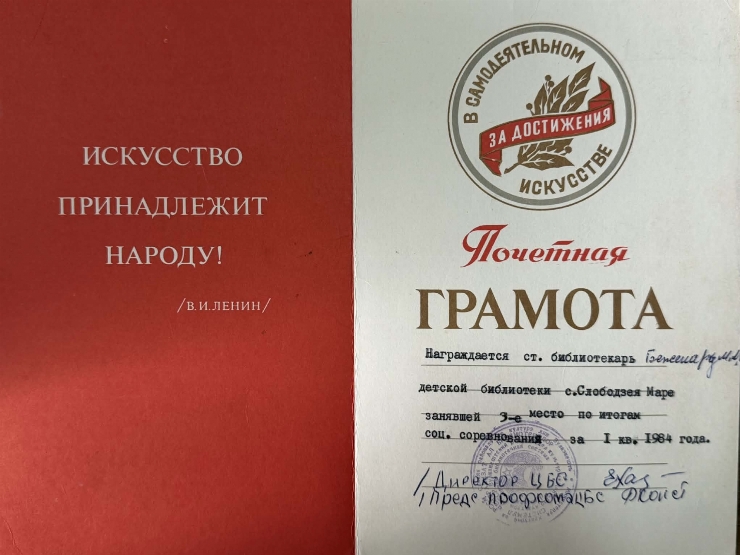 ИСКУССТВО
ПРИНАДЛЕЖИТ
НАРОДУ!
/В.И.ЛЕНИН/
В САМОДЕЯТЕЛЬНОМ
ЗА ДОСТИЖЕНИЯ
ИСКУССТВЕ
Почетная
ГРАМОТА
Награждается ст. библиотекарь
детской библиотеки с.Слободзея Маре
занявшей 3-е место по итогам
соц. соревнования за I кв. 1984 года.
/ Директор ЦБС
/ Пред. профкома ЦБС